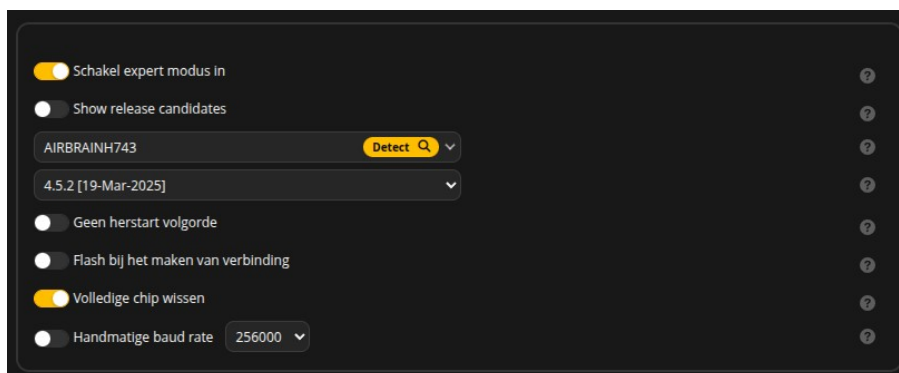 Schakel expert modus in
Show release candidates
AIRBRAINH743 Detect
4.5.2 [19-Mar-2025]
Geen herstart volgorde
Flash bij het maken van verbinding
Volledige chip wissen
Handmatige baud rate 256000